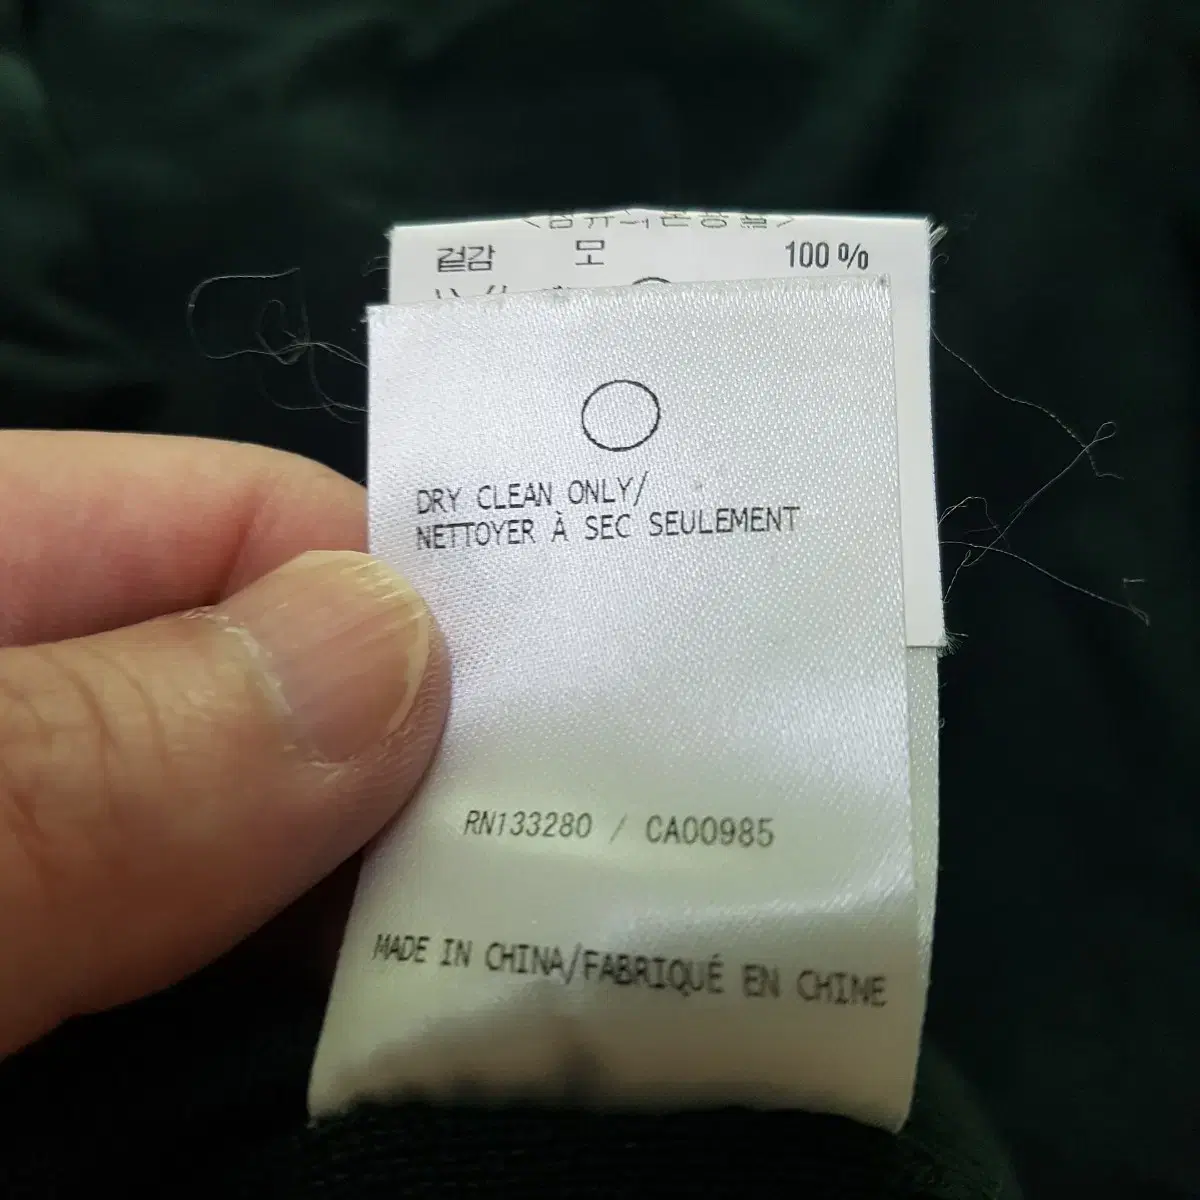 겉감 모 100 %
DRY CLEAN ONLY/
NETTOYER À SEC SEULEMENT
RN133280 / CA00985
MADE IN CHINA/FABRIQUÉ EN CHINE